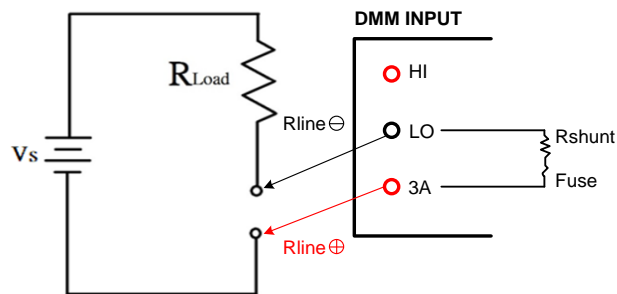 DMM INPUT
HI
RLoad
Rline ⊖
LO
Rshunt
Vs
3A
Fuse
Rline ⊕